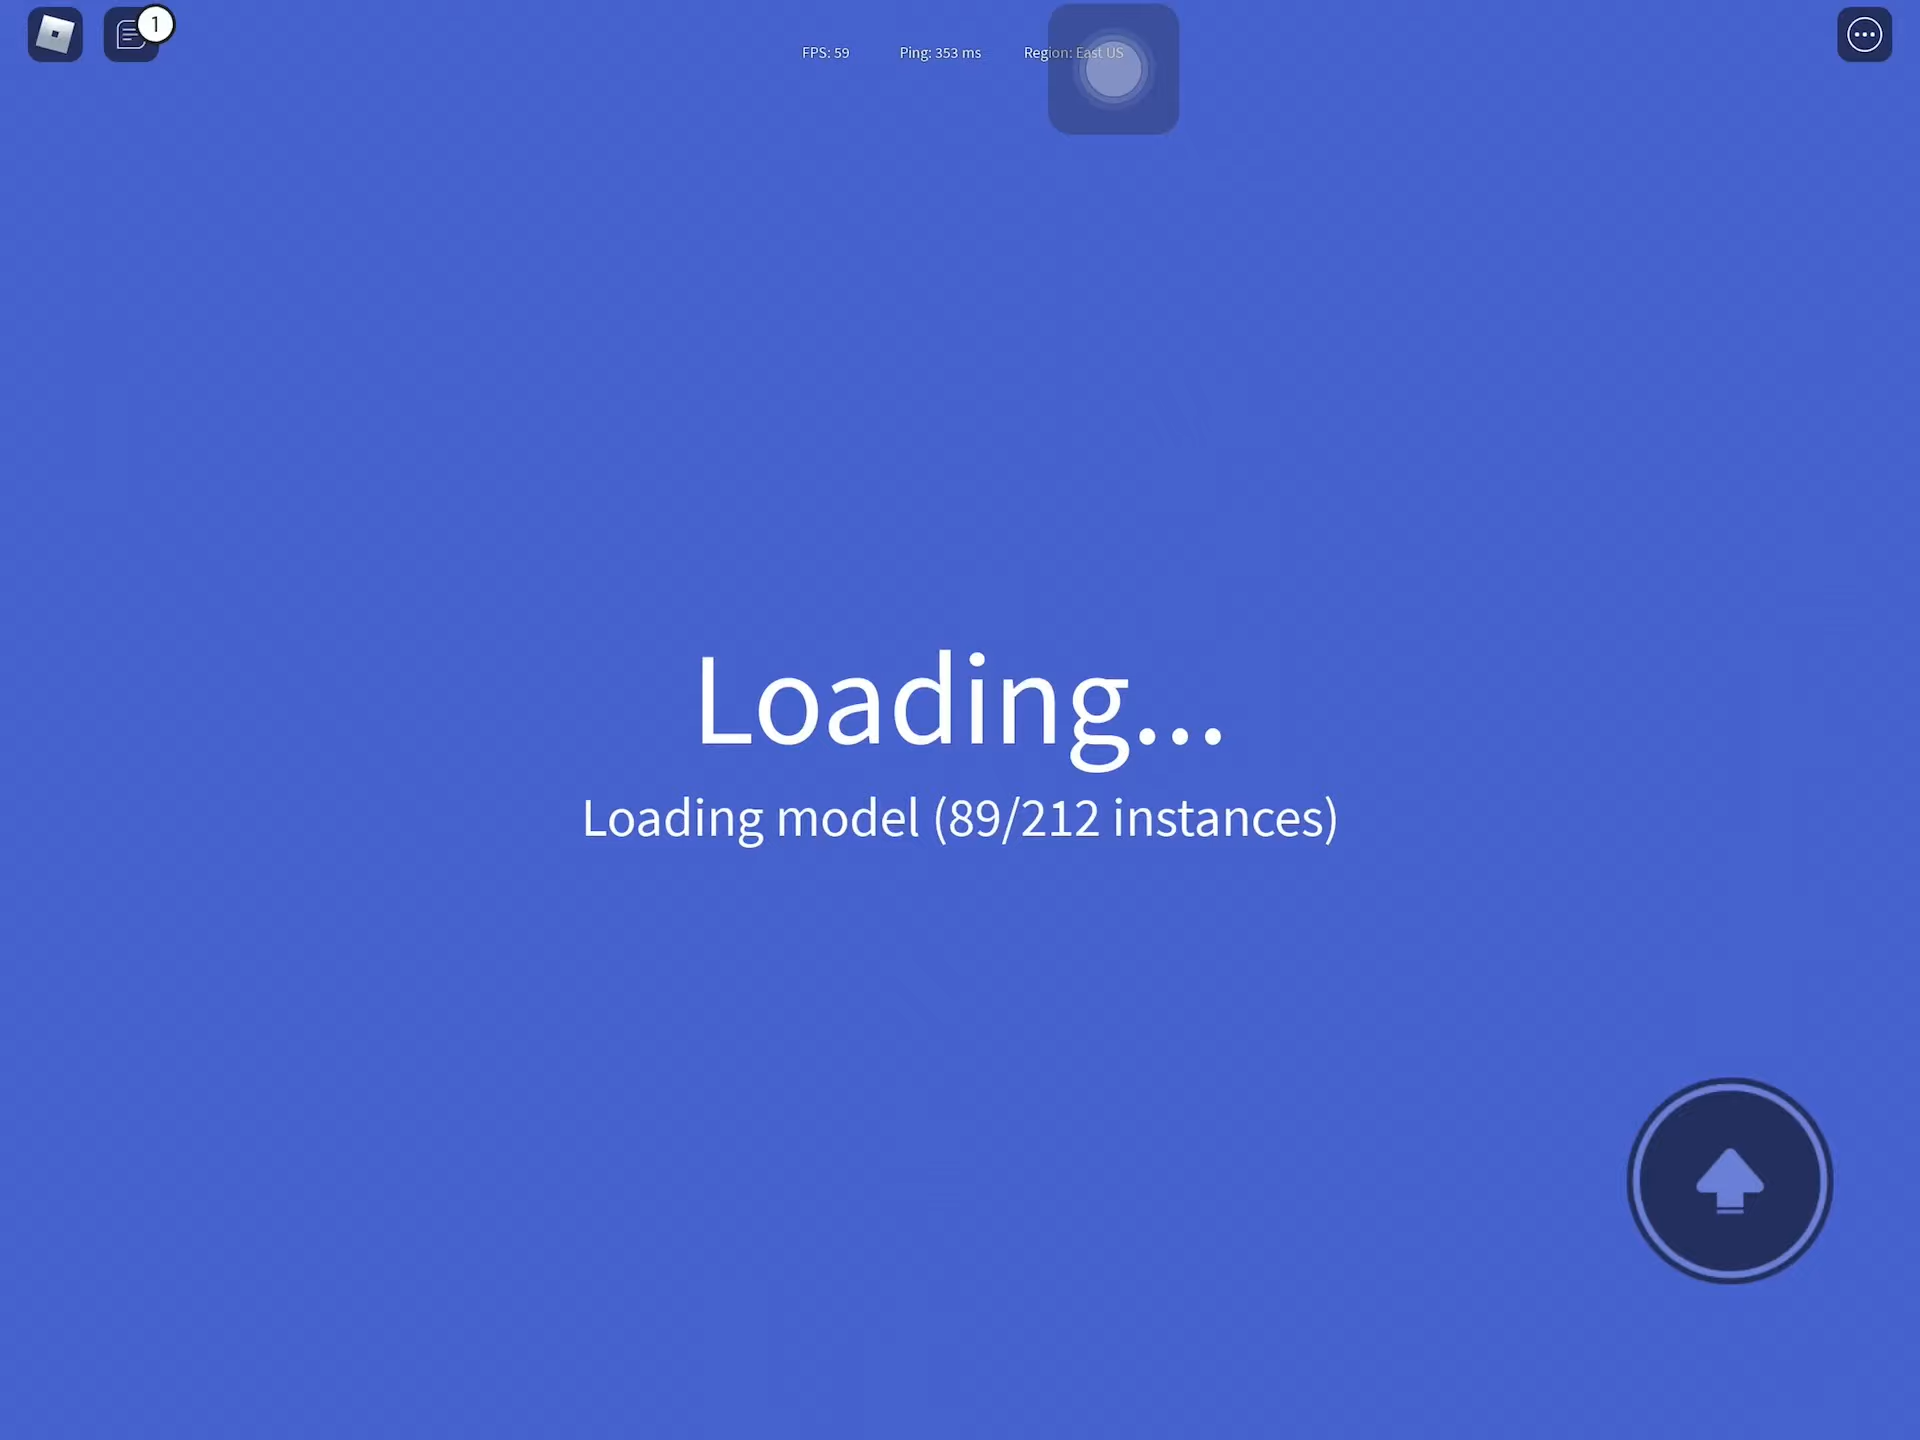 1
FPS: 59
Ping: 353 ms
Region: East US
Loading...
Loading model (89/212 instances)